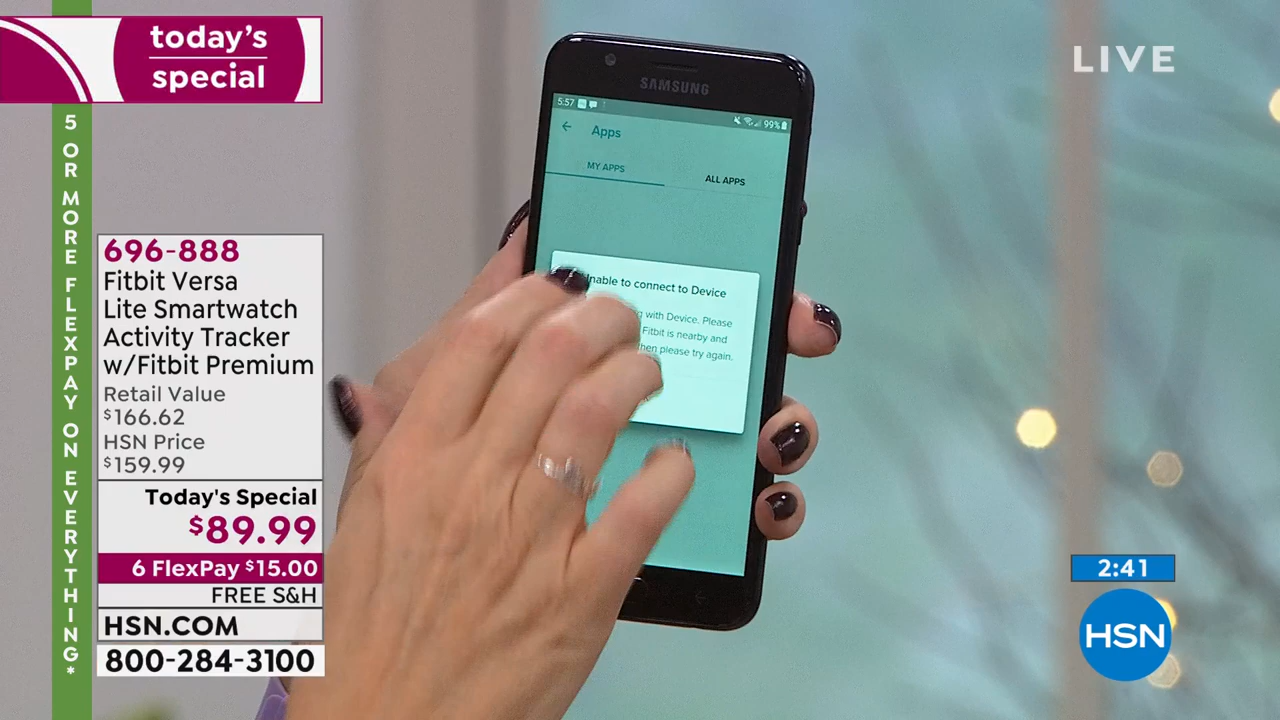 today's
special
5 OR MORE FLEXPAY ON EVERYTHING*
696-888
Fitbit Versa
Lite Smartwatch
Activity Tracker
w/Fitbit Premium
Retail Value
$166.62
HSN Price
$159.99
Today's Special
$89.99
6 FlexPay $15.00
FREE S&H
HSN.COM
800-284-3100
SAMSUNG
5:57
99%
Apps
MY APPS
ALL APPS
to connect to Device
with Device. Please
Fitbit is nearby and
please try again.
LIVE
2:41
HSN